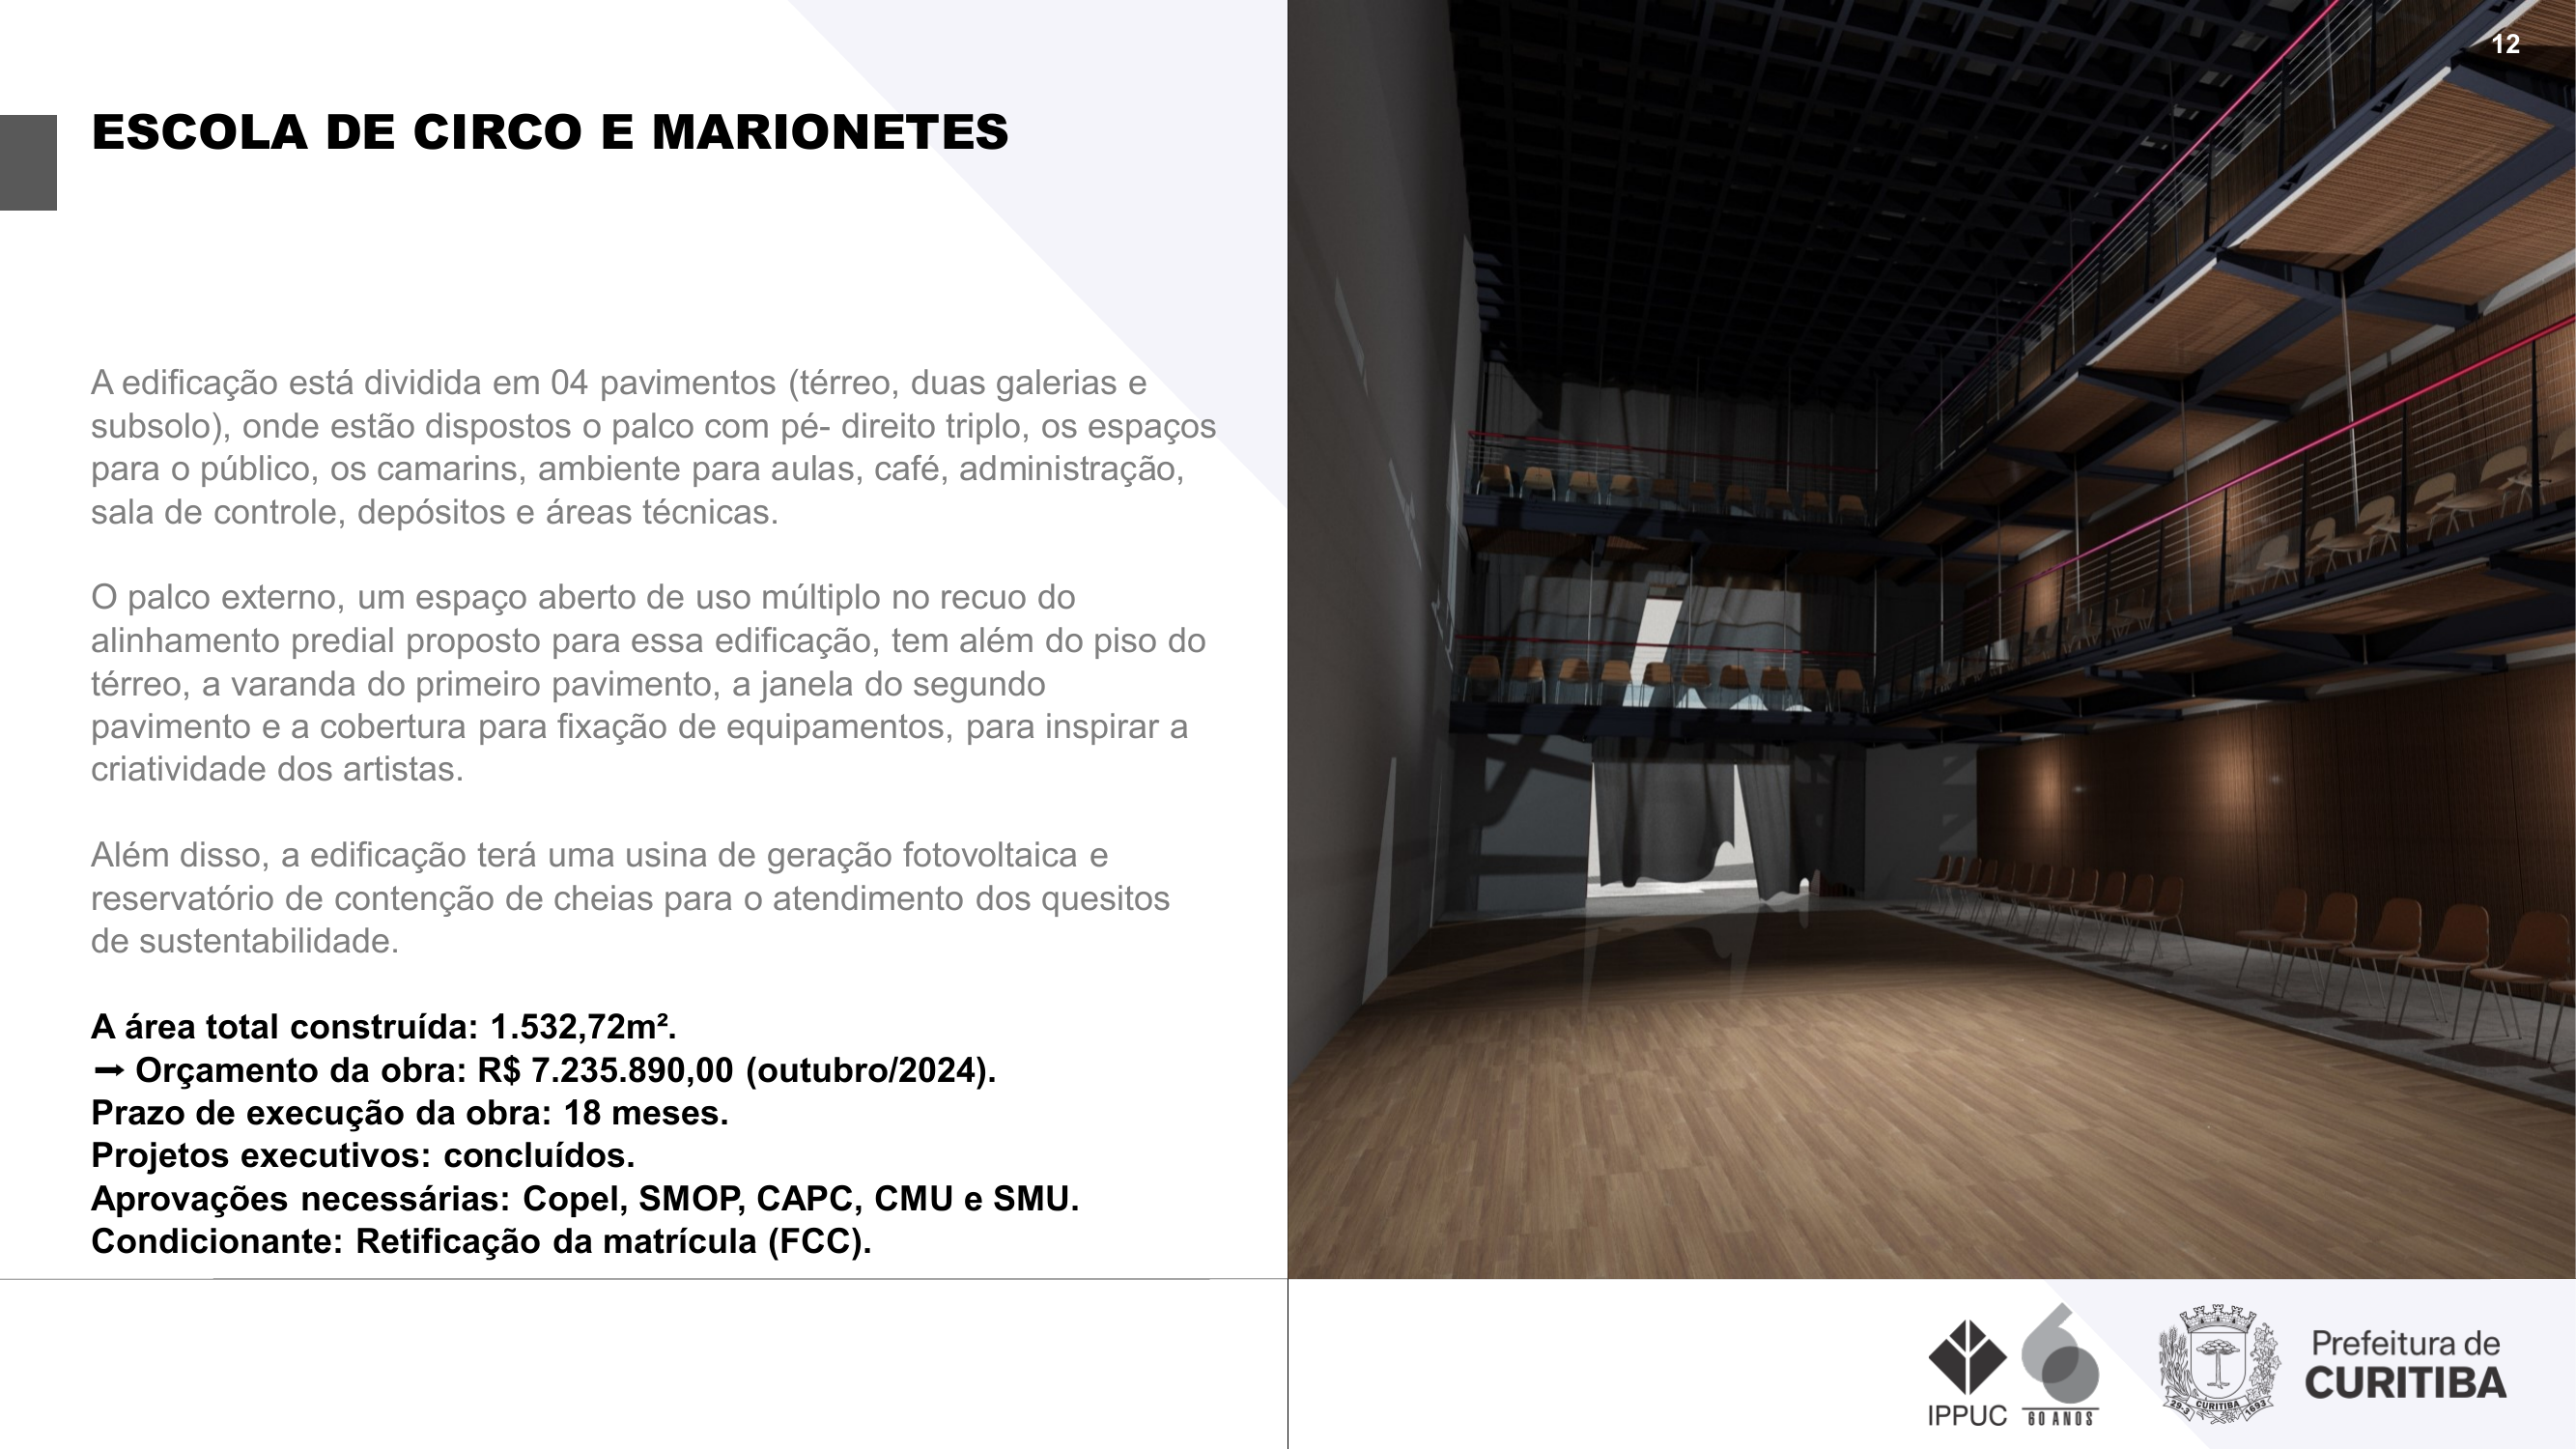 12
ESCOLA DE CIRCO E MARIONETES
A edificação está dividida em 04 pavimentos (térreo, duas galerias e
subsolo), onde estão dispostos o palco com pé- direito triplo, os espaços
para o público, os camarins, ambiente para aulas, café, administração,
sala de controle, depósitos e áreas técnicas.
O palco externo, um espaço aberto de uso múltiplo no recuo do
alinhamento predial proposto para essa edificação, tem além do piso do
térreo, a varanda do primeiro pavimento, a janela do segundo
pavimento e a cobertura para fixação de equipamentos, para inspirar a
criatividade dos artistas.
Além disso, a edificação terá uma usina de geração fotovoltaica e
reservatório de contenção de cheias para o atendimento dos quesitos
de sustentabilidade.
A área total construída: 1.532,72m².
➞ Orçamento da obra: R$ 7.235.890,00 (outubro/2024).
Prazo de execução da obra: 18 meses.
Projetos executivos: concluídos.
Aprovações necessárias: Copel, SMOP, CAPC, CMU e SMU.
Condicionante: Retificação da matrícula (FCC).
IPPUC
60 ANOS
29-3 CURITIBA 1693
Prefeitura de
CURITIBA